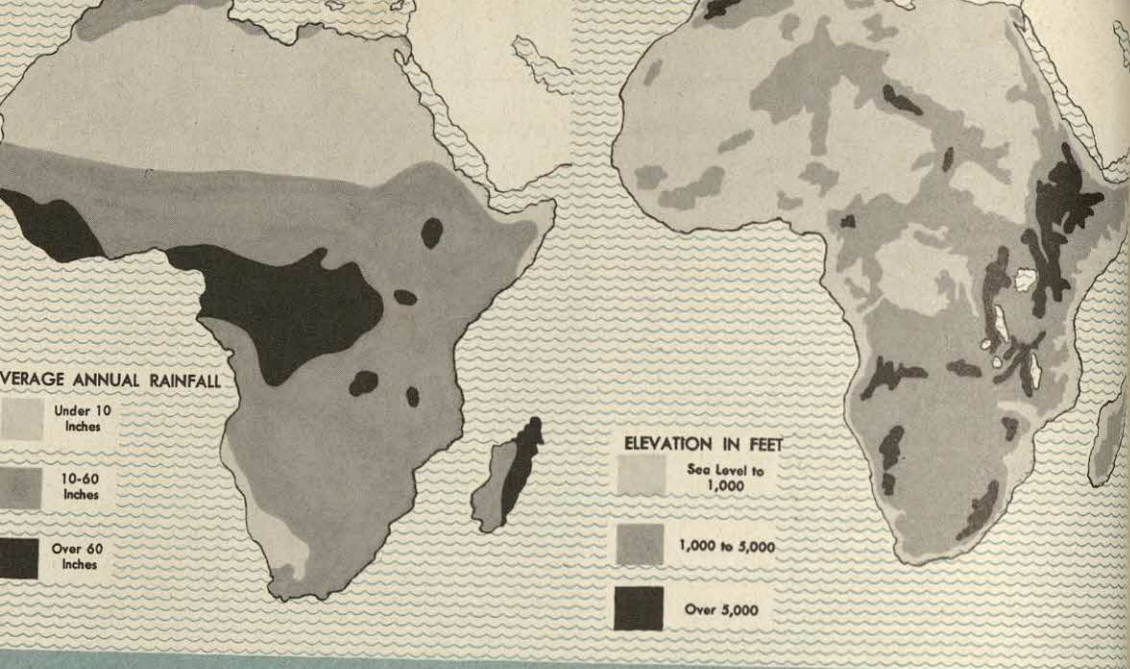 VERAGE ANNUAL RAINFALL
Under 10
Inches
10-60
Inches
Over 60
Inches
ELEVATION IN FEET
Sea Level to
1,000
1,000 to 5,000
Over 5,000